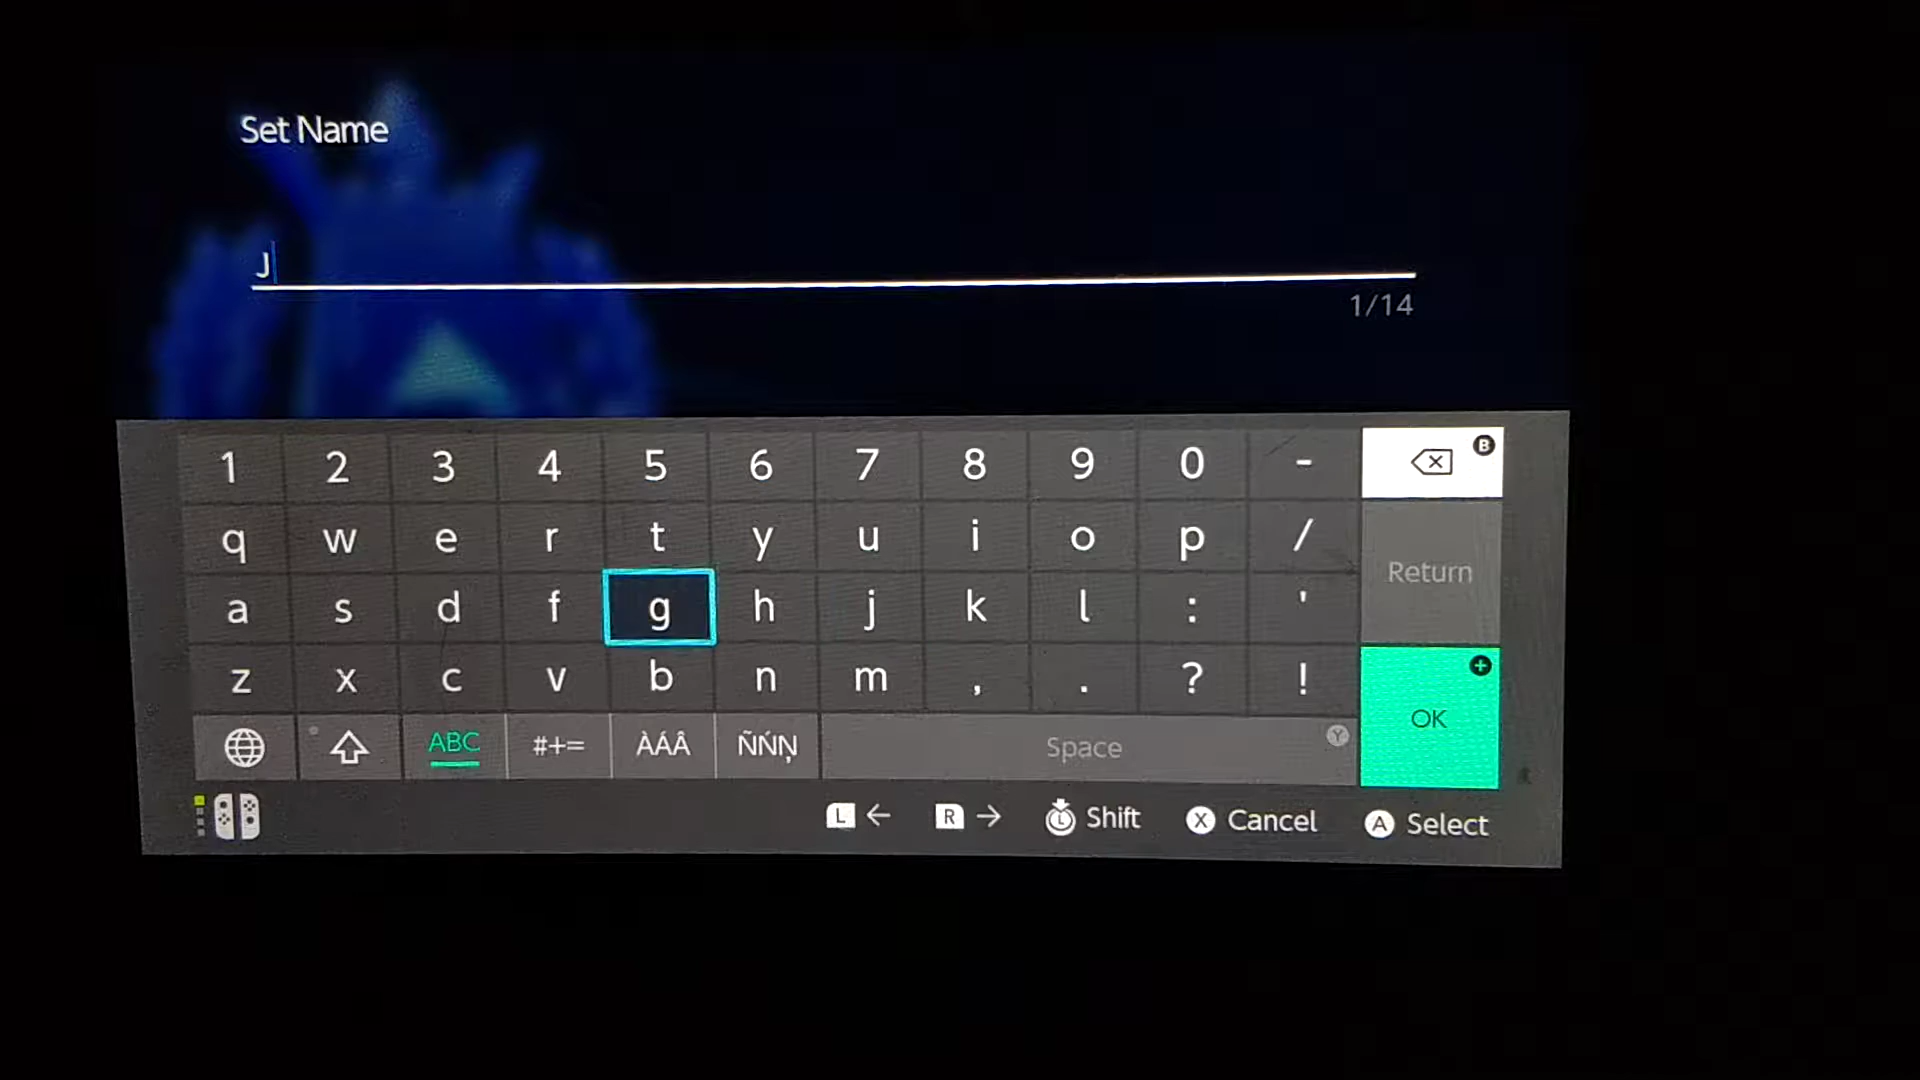 Set Name
J
1/14
1 2 3 4 5 6 7 8 9 0 - B
q w e r t y u i o p /
Return
a s d f g h j k l : '
z x c v b n m , . ? ! +
OK
ABC #+= ÀÁÂ ÑŃŅ Space Y
L ← R → L Shift X Cancel A Select